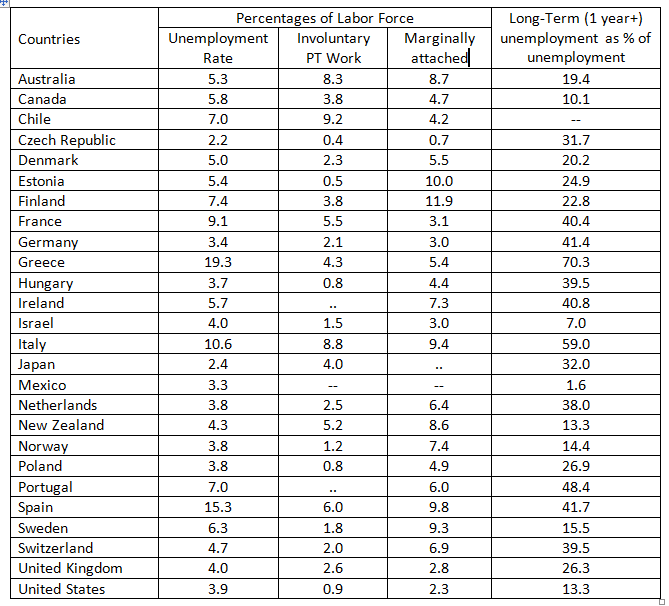 Countries Percentages of Labor Force Long-Term (1 year+) unemployment as % of unemployment
Unemployment Rate Involuntary PT Work Marginally attached
Australia 5.3 8.3 8.7 19.4
Canada 5.8 3.8 4.7 10.1
Chile 7.0 9.2 4.2 --
Czech Republic 2.2 0.4 0.7 31.7
Denmark 5.0 2.3 5.5 20.2
Estonia 5.4 0.5 10.0 24.9
Finland 7.4 3.8 11.9 22.8
France 9.1 5.5 3.1 40.4
Germany 3.4 2.1 3.0 41.4
Greece 19.3 4.3 5.4 70.3
Hungary 3.7 0.8 4.4 39.5
Ireland 5.7 .. 7.3 40.8
Israel 4.0 1.5 3.0 7.0
Italy 10.6 8.8 9.4 59.0
Japan 2.4 4.0 .. 32.0
Mexico 3.3 -- -- 1.6
Netherlands 3.8 2.5 6.4 38.0
New Zealand 4.3 5.2 8.6 13.3
Norway 3.8 1.2 7.4 14.4
Poland 3.8 0.8 4.9 26.9
Portugal 7.0 .. 6.0 48.4
Spain 15.3 6.0 9.8 41.7
Sweden 6.3 1.8 9.3 15.5
Switzerland 4.7 2.0 6.9 39.5
United Kingdom 4.0 2.6 2.8 26.3
United States 3.9 0.9 2.3 13.3